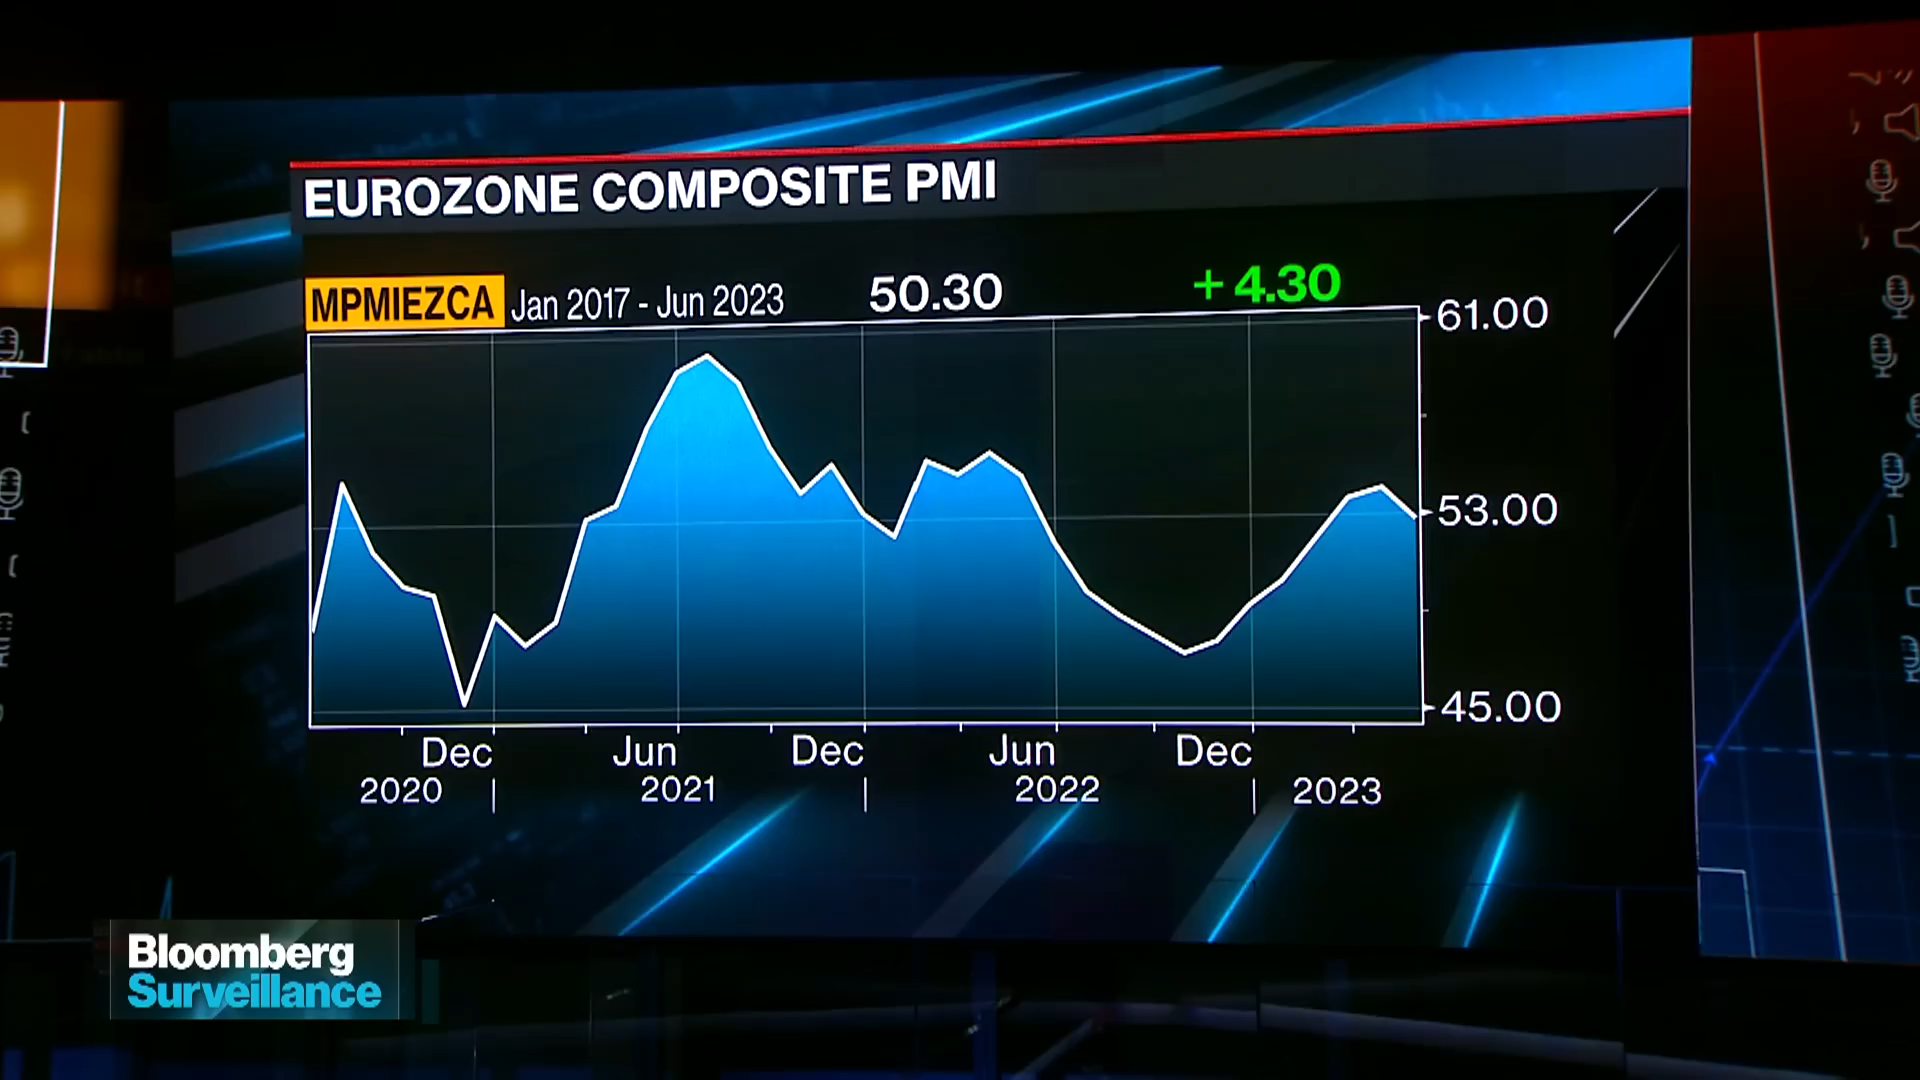 EUROZONE COMPOSITE PMI
MPMIEZCA Jan 2017 - Jun 2023 50.30 + 4.30
61.00
53.00
45.00
Dec Jun Dec Jun Dec
2020 2021 2022 2023
Bloomberg
Surveillance